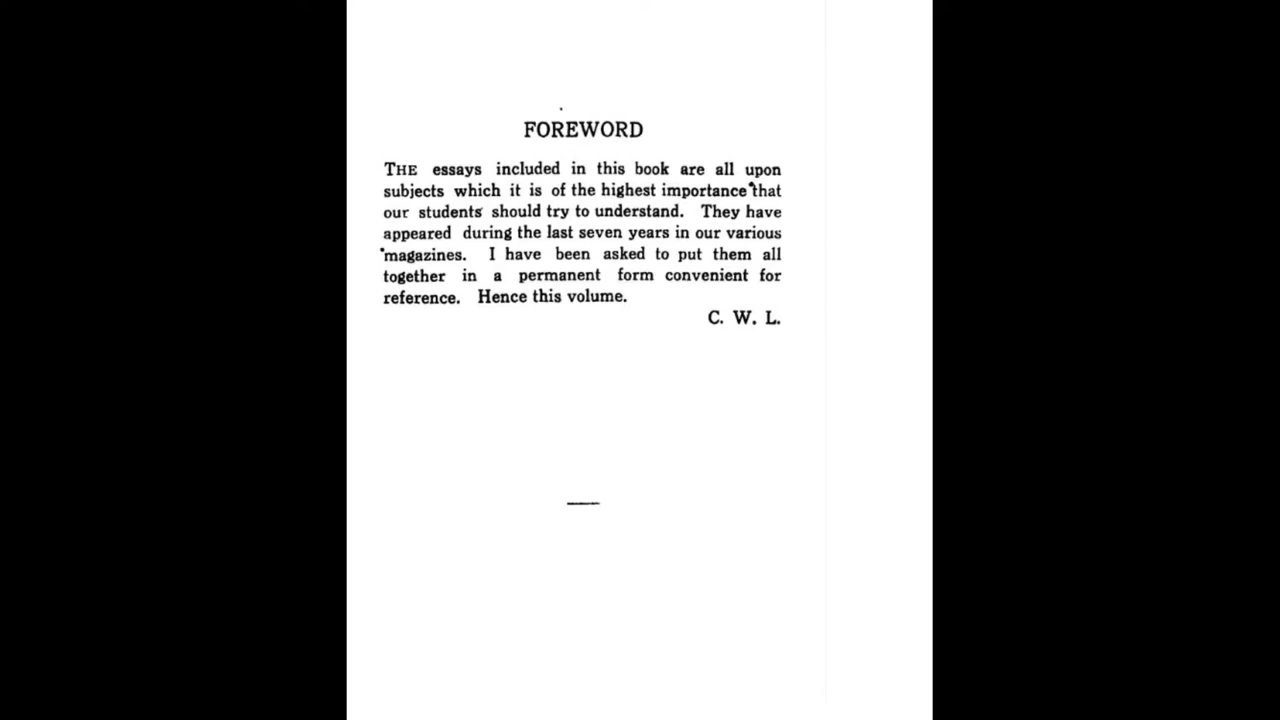 FOREWORD
THE essays included in this book are all upon
subjects which it is of the highest importance that
our students should try to understand. They have
appeared during the last seven years in our various
magazines. I have been asked to put them all
together in a permanent form convenient for
reference. Hence this volume.
C. W. L.